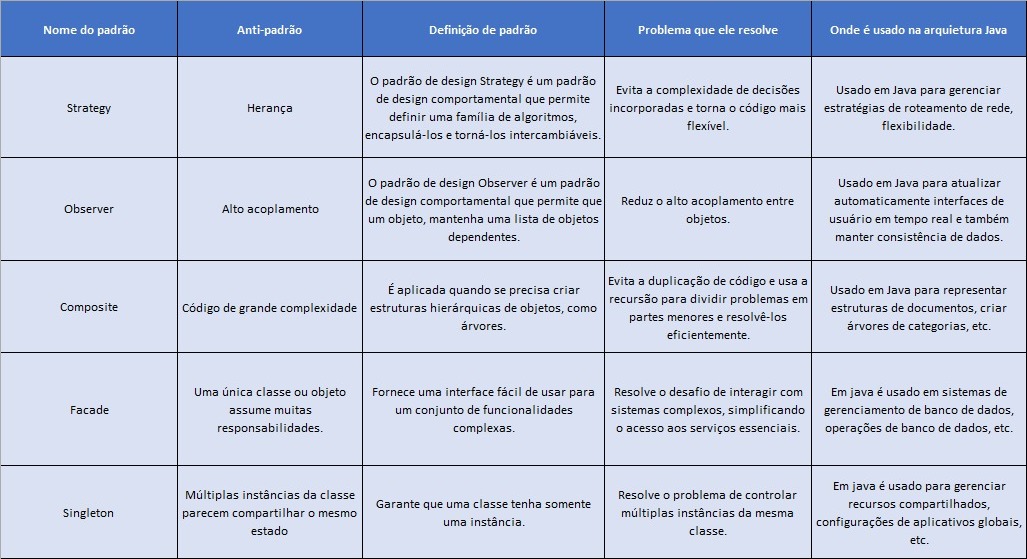 Nome do padrão
Anti-padrão
Definição de padrão
Problema que ele resolve
Onde é usado na arquietura Java
Strategy
Herança
O padrão de design Strategy é um padrão
de design comportamental que permite
definir uma família de algoritmos,
encapsulá-los e torná-los intercambiáveis.
Evita a complexidade de decisões
incorporadas e torna o código mais
flexível.
Usado em Java para gerenciar
estratégias de roteamento de rede,
flexibilidade.
Observer
Alto acoplamento
O padrão de design Observer é um padrão
de design comportamental que permite que
um objeto, mantenha uma lista de objetos
dependentes.
Reduz o alto acoplamento entre
objetos.
Usado em Java para atualizar
automaticamente interfaces de
usuário em tempo real e também
manter consistência de dados.
Composite
Código de grande complexidade
É aplicada quando se precisa criar
estruturas hierárquicas de objetos, como
árvores.
Evita a duplicação de código e usa a
recursão para dividir problemas em
partes menores e resolvê-los
eficientemente.
Usado em Java para representar
estruturas de documentos, criar
árvores de categorias, etc.
Facade
Uma única classe ou objeto
assume muitas
responsabilidades.
Fornece uma interface fácil de usar para
um conjunto de funcionalidades
complexas.
Resolve o desafio de interagir com
sistemas complexos, simplificando
o acesso aos serviços essenciais.
Em java é usado em sistemas de
gerenciamento de banco de dados,
operações de banco de dados, etc.
Singleton
Múltiplas instâncias da classe
parecem compartilhar o mesmo
estado
Garante que uma classe tenha somente
uma instância.
Resolve o problema de controlar
múltiplas instâncias da mesma
classe.
Em java é usado para gerenciar
recursos compartilhados,
configurações de aplicativos globais,
etc.